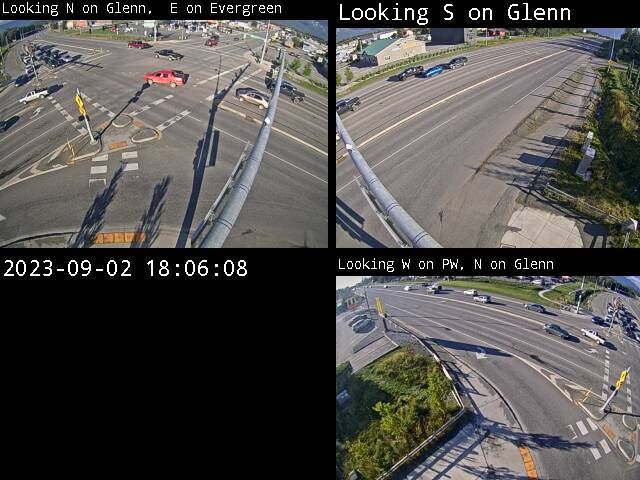 Looking N on Glenn,  E on Evergreen
Looking S on Glenn
2023-09-02 18:06:08
Looking W on PW, N on Glenn